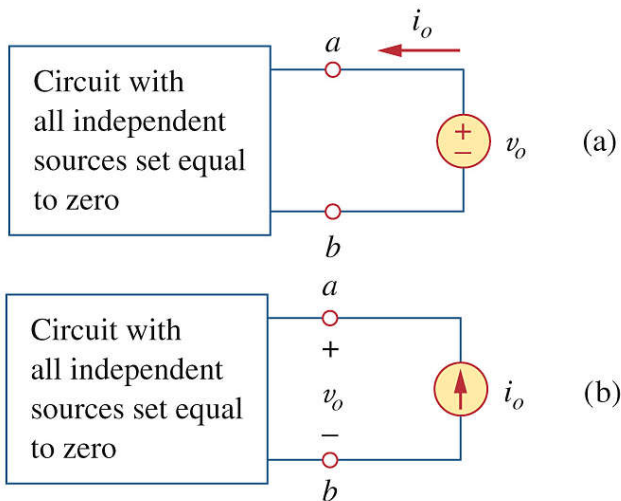 i_o
a
Circuit with
all independent
sources set equal
to zero
+
−
v_o
(a)
b
a
Circuit with
all independent
sources set equal
to zero
+
v_o
−
i_o
(b)
b